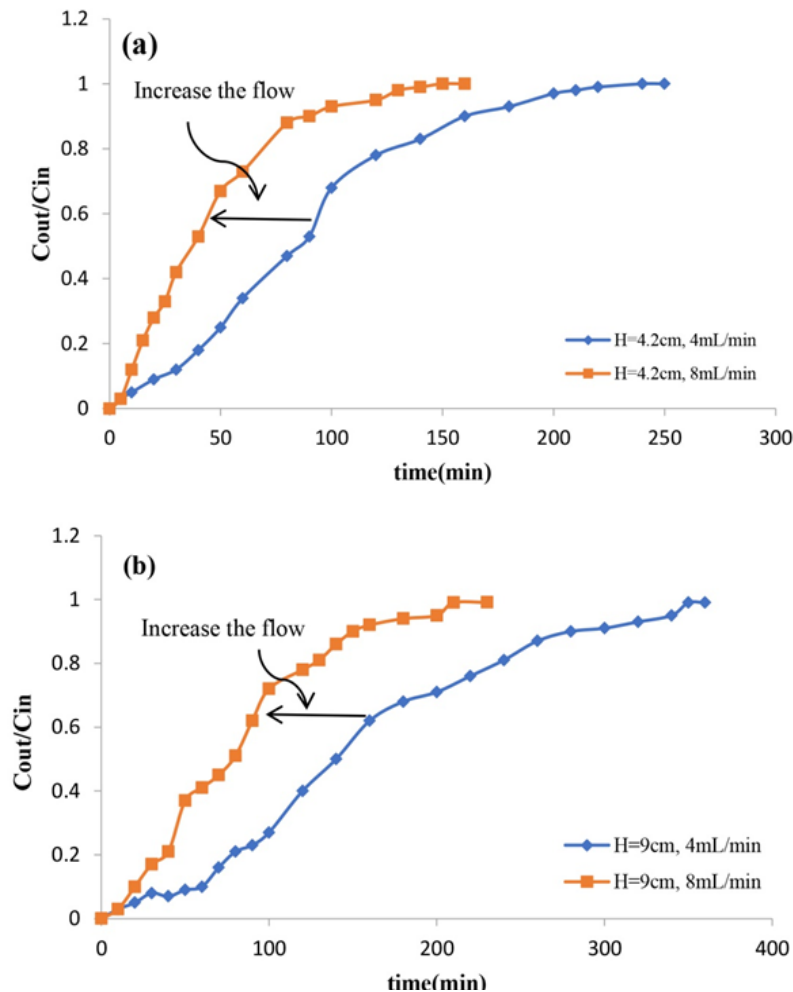 1.2
(a)
Increase the flow
1
0.8
0.6
0.4
0.2
0
Cout/Cin
H=4.2cm, 4mL/min
H=4.2cm, 8mL/min
0 50 100 150 200 250 300
time(min)
1.2
(b)
1
Increase the flow
0.8
0.6
0.4
0.2
0
Cout/Cin
H=9cm, 4mL/min
H=9cm, 8mL/min
0 100 200 300 400
time(min)